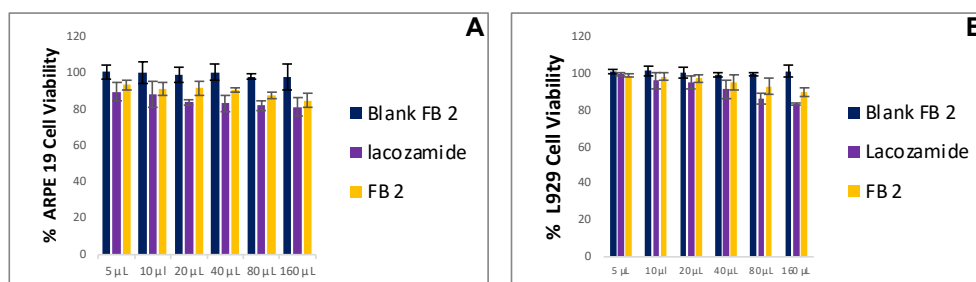 A
% ARPE 19 Cell Viability
120
100
80
60
40
20
0
5 µL 10 µl 20 µL 40 µL 80 µL 160 µL
Blank FB 2
lacozamide
FB 2
B
% L929 Cell Viability
120
100
80
60
40
20
0
5 µL 10 µl 20 µL 40 µL 80 µL 160 µL
Blank FB 2
Lacozamide
FB 2